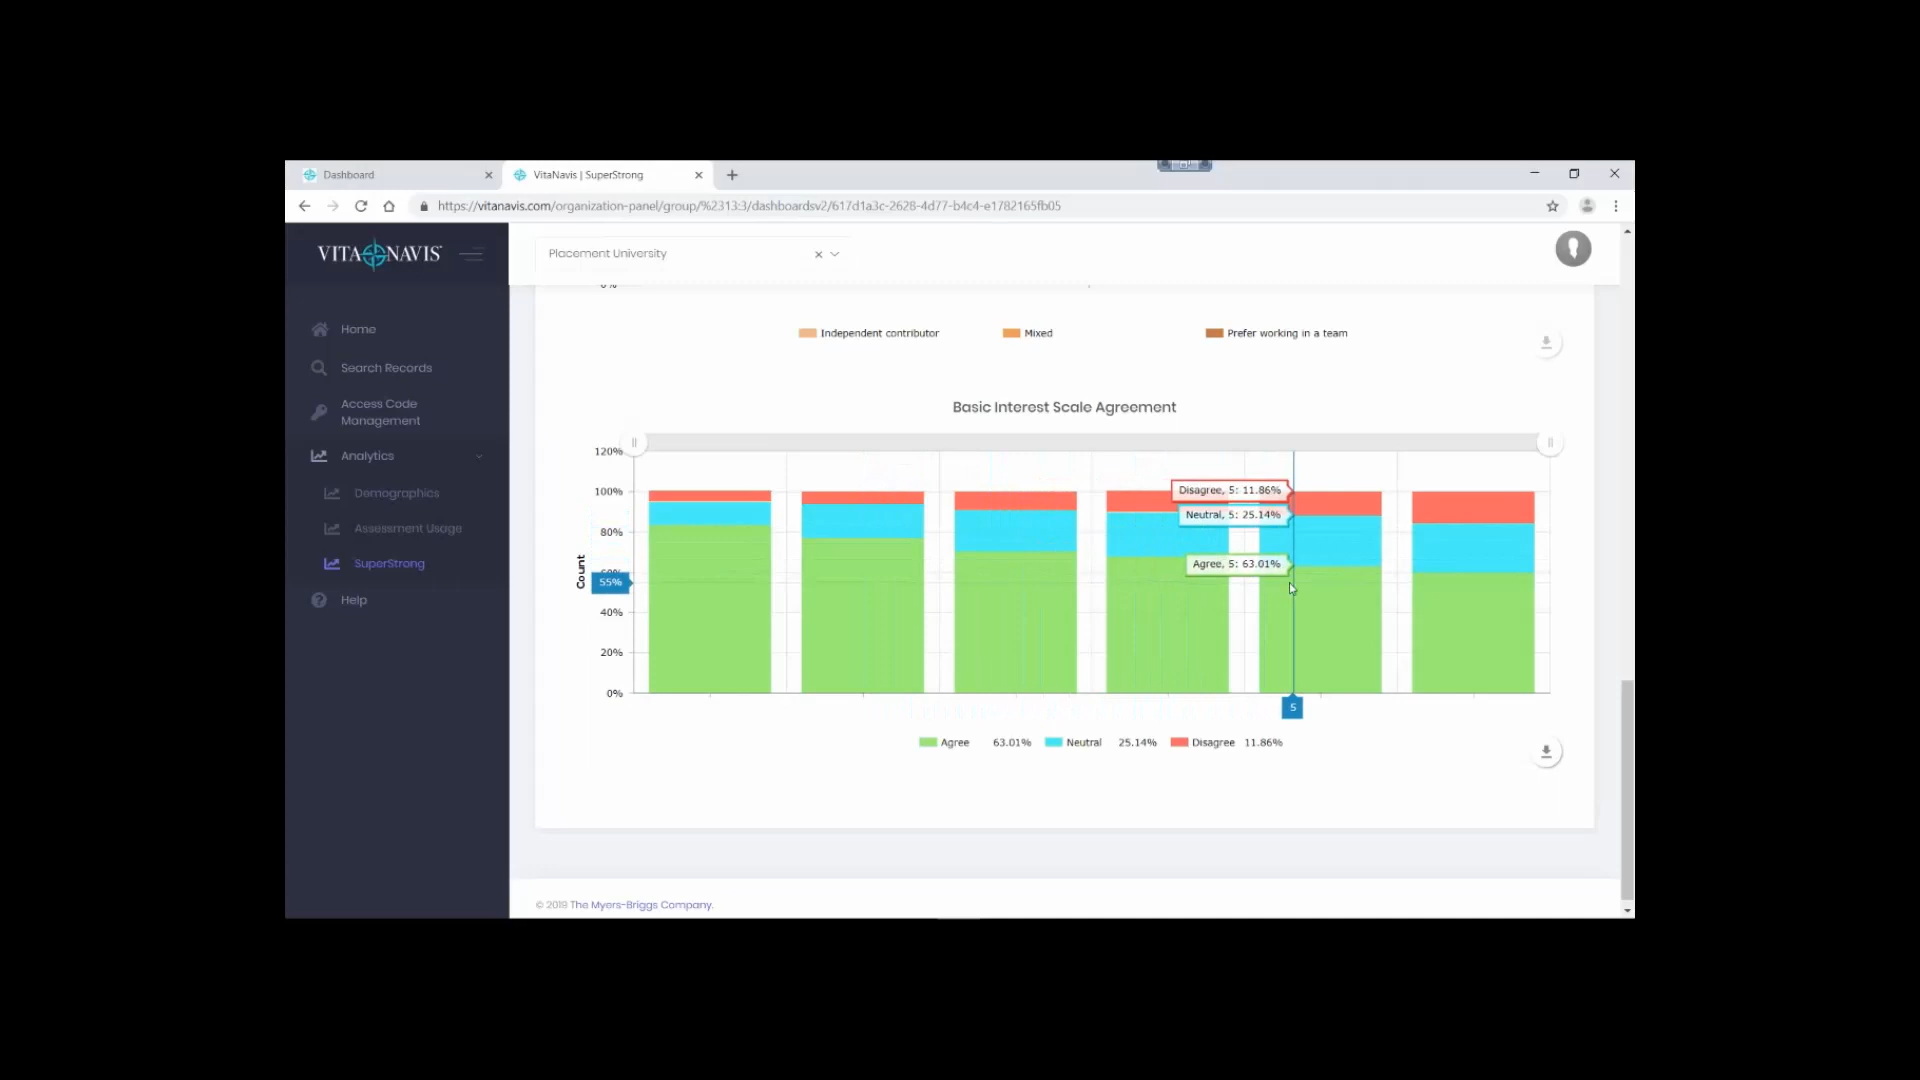 Dashboard
VitaNavis | SuperStrong
https://vitanavis.com/organization-panel/group/%2313:3/dashboardsv2/617d1a3c-2628-4d77-b4c4-e1782165fb05
VITA NAVIS
Placement University
Home
Search Records
Access Code
Management
Analytics
Demographics
Assessment Usage
SuperStrong
Help
0%
Independent contributor
Mixed
Prefer working in a team
Basic Interest Scale Agreement
120%
100%
80%
60%
55%
40%
20%
0%
Count
Disagree, 5: 11.86%
Neutral, 5: 25.14%
Agree, 5: 63.01%
5
Agree 63.01% Neutral 25.14% Disagree 11.86%
© 2019 The Myers-Briggs Company.